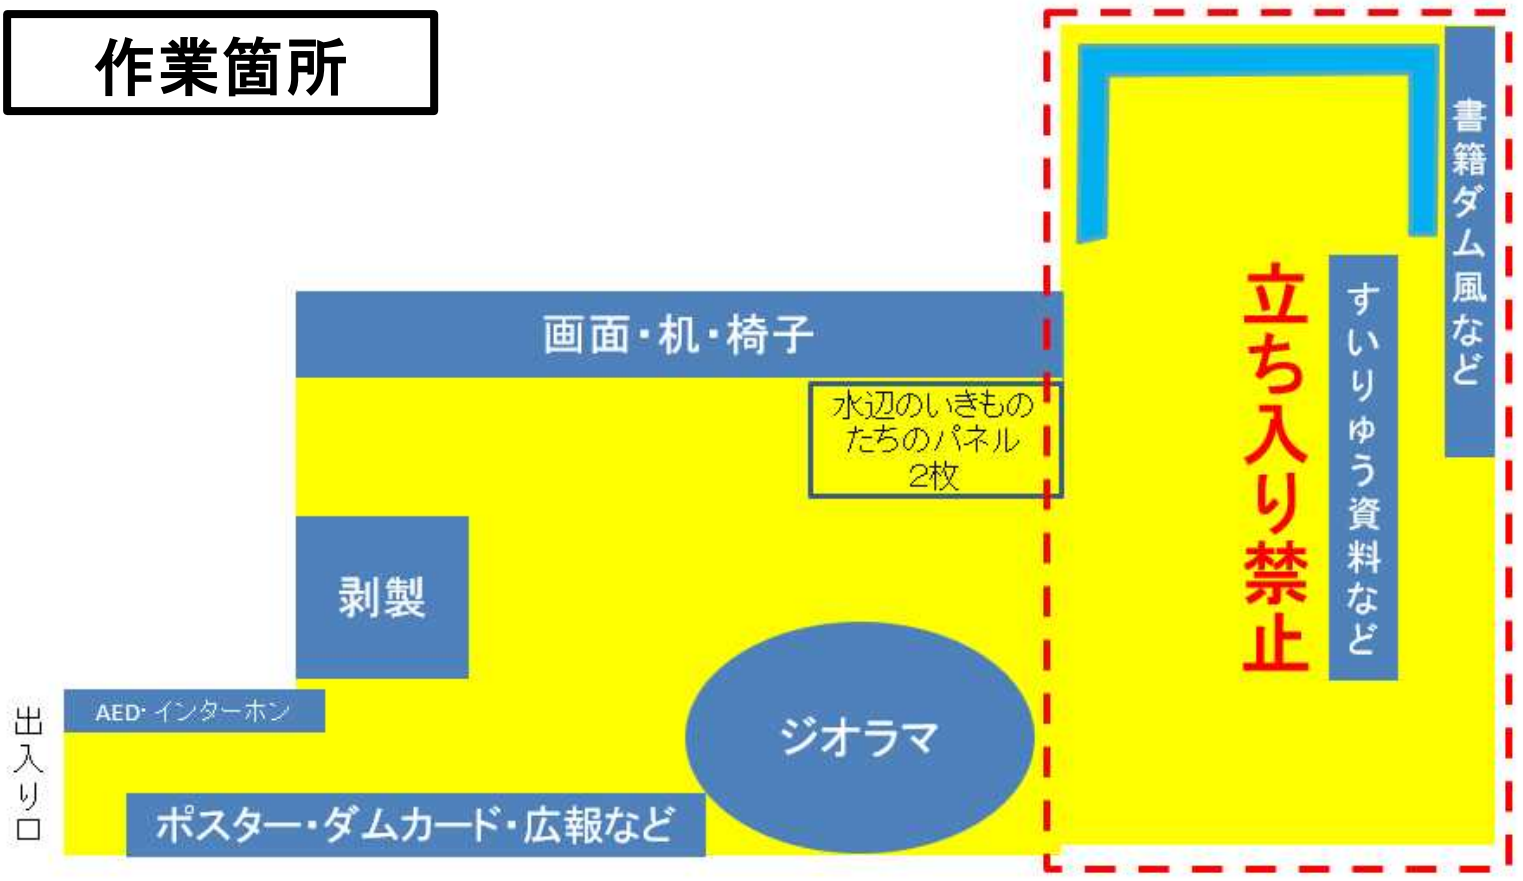 作業箇所
書籍ダム風など
すいりゅう資料など
立ち入り禁止
画面・机・椅子
水辺のいきもの
たちのパネル
2枚
剥製
AED・インターホン
出入り口
ジオラマ
ポスター・ダムカード・広報など